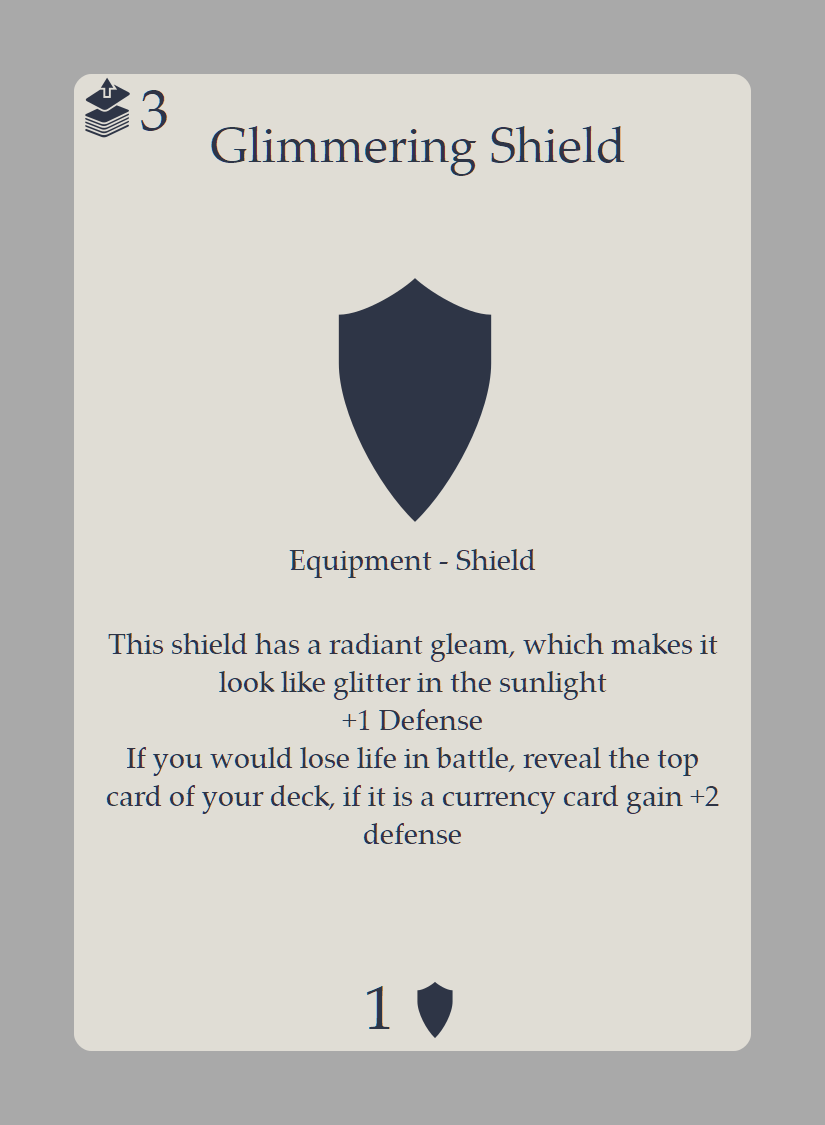 3
Glimmering Shield
Equipment - Shield
This shield has a radiant gleam, which makes it
look like glitter in the sunlight
+1 Defense
If you would lose life in battle, reveal the top
card of your deck, if it is a currency card gain +2
defense
1